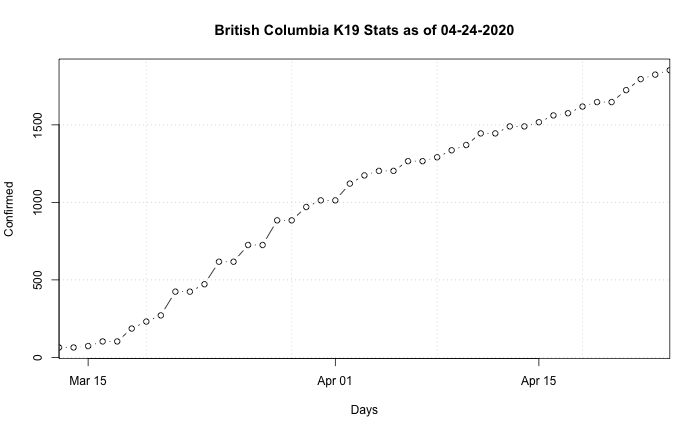 British Columbia K19 Stats as of 04-24-2020
Confirmed
1500
1000
500
0
Mar 15 Apr 01 Apr 15
Days